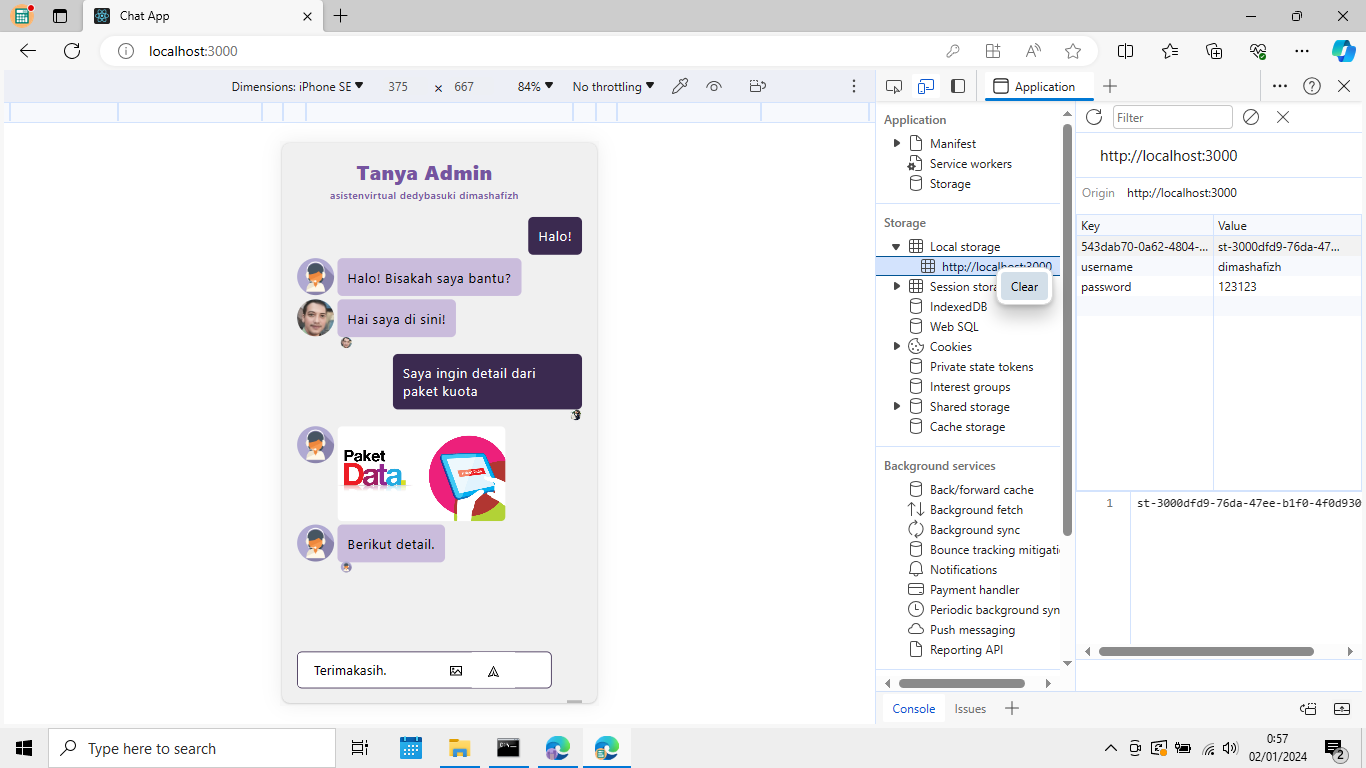 Chat App
localhost:3000
Dimensions: iPhone SE
375
×
667
84%
No throttling
Tanya Admin
asistenvirtual dedybasuki dimashafizh
Halo!
Halo! Bisakah saya bantu?
Hai saya di sini!
Saya ingin detail dari
paket kuota
Paket
Data
Berikut detail.
Terimakasih.
Application
Application
Manifest
Service workers
Storage
Storage
Local storage
http://localhost:3000
Session stora
Clear
IndexedDB
Web SQL
Cookies
Private state tokens
Interest groups
Shared storage
Cache storage
Background services
Back/forward cache
Background fetch
Background sync
Bounce tracking mitigati
Notifications
Payment handler
Periodic background syn
Push messaging
Reporting API
Filter
http://localhost:3000
Origin http://localhost:3000
Key Value
543dab70-0a62-4804-... st-3000dfd9-76da-47...
username dimashafizh
password 123123
1 st-3000dfd9-76da-47ee-b1f0-4f0d930
Console
Issues
Type here to search
0:57
02/01/2024
2